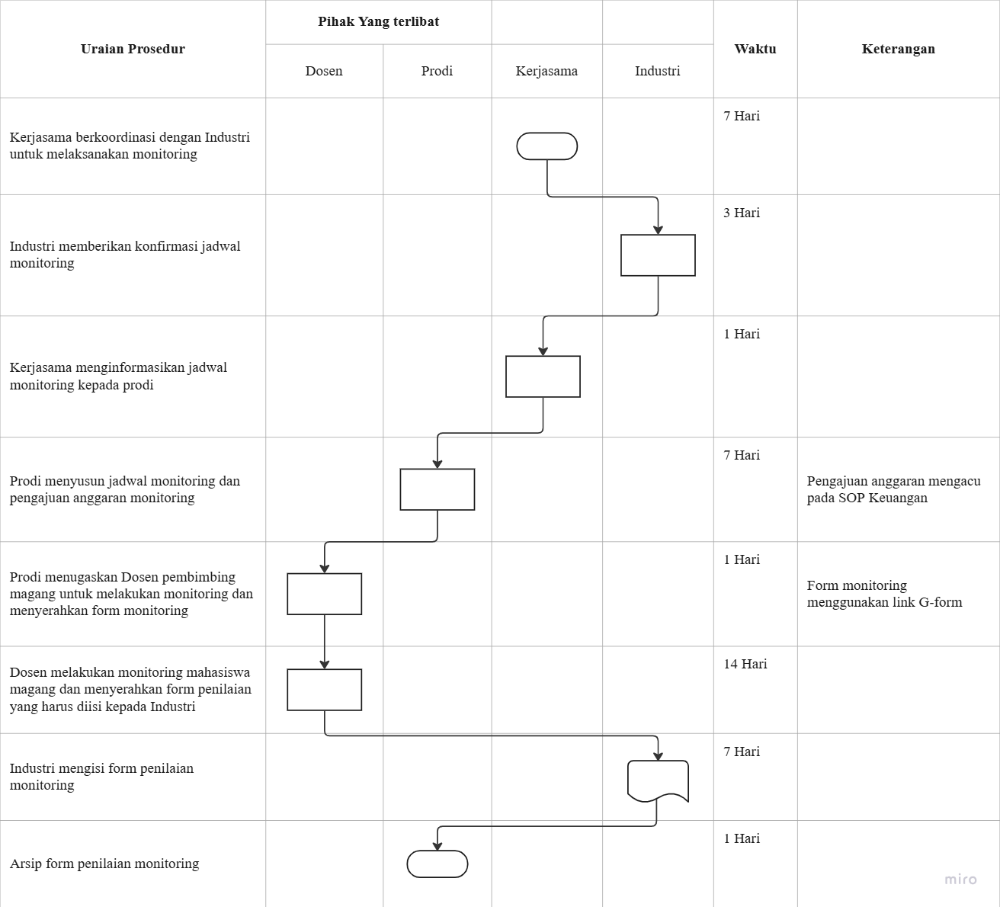 Uraian Prosedur
Pihak Yang terlibat
Waktu
Keterangan
Dosen
Prodi
Kerjasama
Industri
Kerjasama berkoordinasi dengan Industri
untuk melaksanakan monitoring
7 Hari
Industri memberikan konfirmasi jadwal
monitoring
3 Hari
Kerjasama menginformasikan jadwal
monitoring kepada prodi
1 Hari
Prodi menyusun jadwal monitoring dan
pengajuan anggaran monitoring
7 Hari
Pengajuan anggaran mengacu
pada SOP Keuangan
Prodi menugaskan Dosen pembimbing
magang untuk melakukan monitoring dan
menyerahkan form monitoring
1 Hari
Form monitoring
menggunakan link G-form
Dosen melakukan monitoring mahasiswa
magang dan menyerahkan form penilaian
yang harus diisi kepada Industri
14 Hari
Industri mengisi form penilaian
monitoring
7 Hari
Arsip form penilaian monitoring
1 Hari
miro